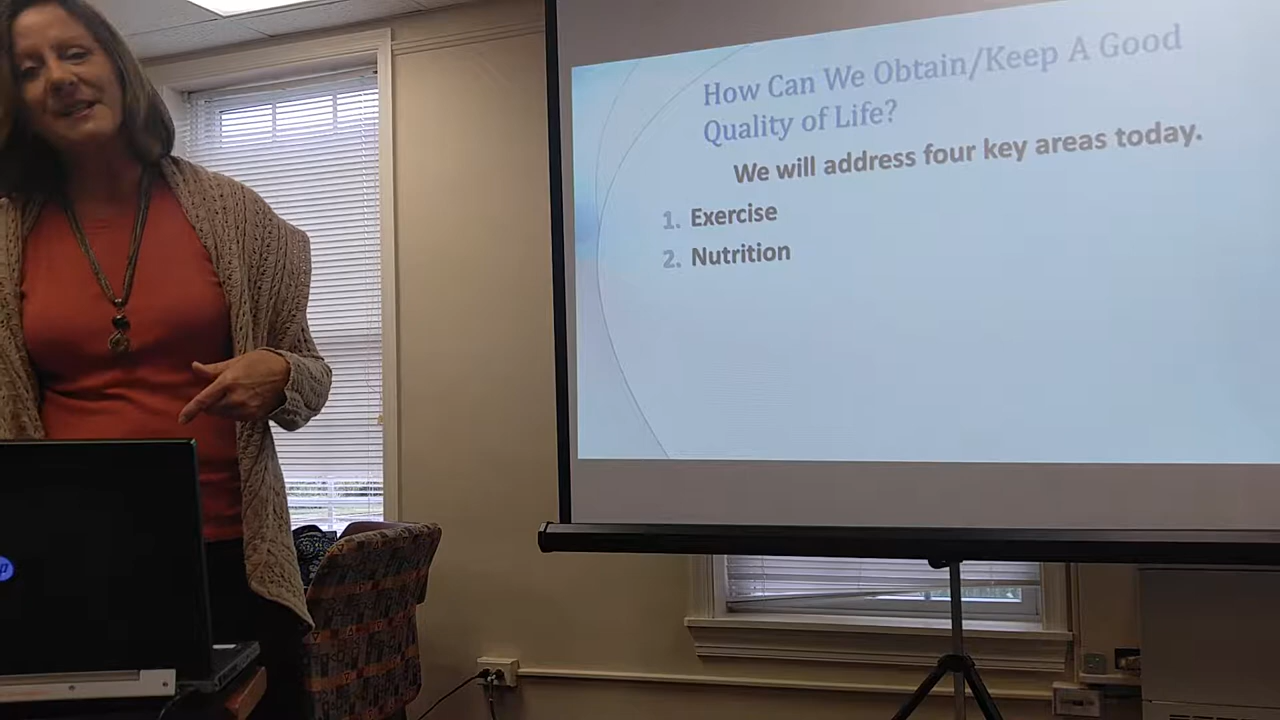 How Can We Obtain/Keep A Good
Quality of Life?
We will address four key areas today.
1. Exercise
2. Nutrition